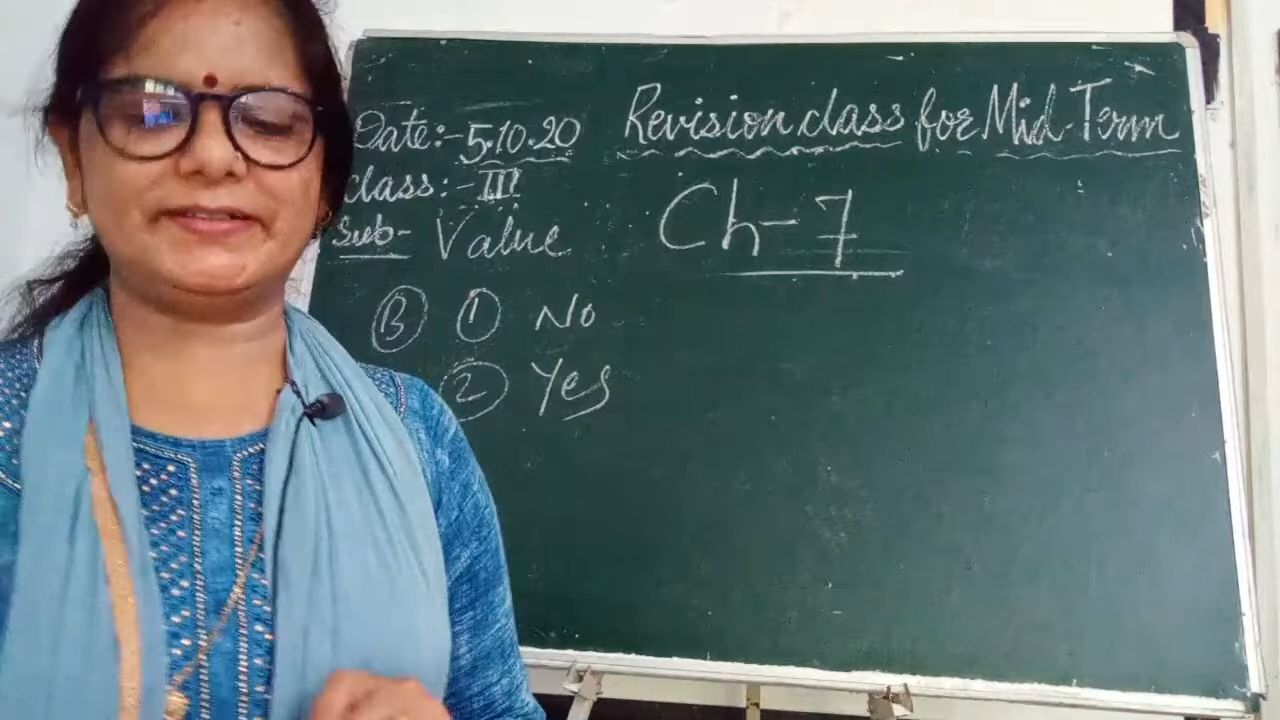 Date:- 5.10.20
Revision class for Mid-Term
class:- III
Sub- Value
Ch-7
B 1 No
2 Yes